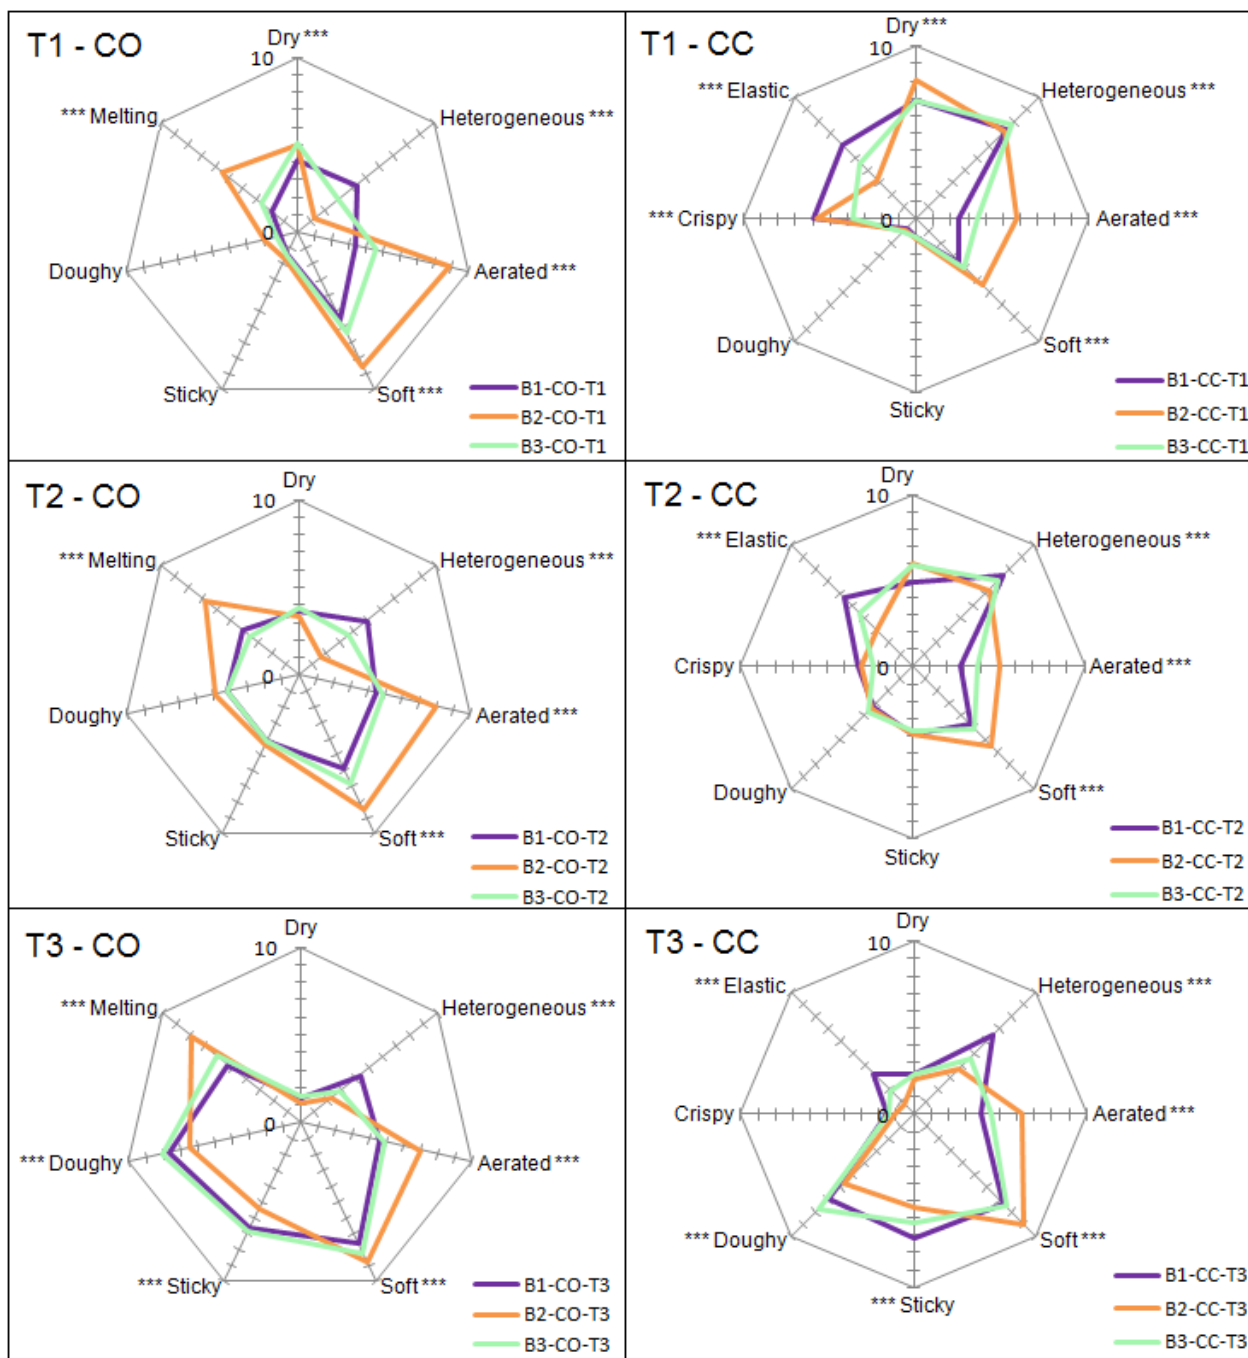 T1 - CO
Dry ***
10
*** Melting
Heterogeneous ***
0
Doughy
Aerated ***
Sticky
Soft ***
B1-CO-T1
B2-CO-T1
B3-CO-T1
T1 - CC
Dry ***
10
*** Elastic
Heterogeneous ***
*** Crispy
0
Aerated ***
Doughy
Soft ***
Sticky
B1-CC-T1
B2-CC-T1
B3-CC-T1
T2 - CO
Dry
10
*** Melting
Heterogeneous ***
0
Doughy
Aerated ***
Sticky
Soft ***
B1-CO-T2
B2-CO-T2
B3-CO-T2
T2 - CC
Dry
10
*** Elastic
Heterogeneous ***
Crispy
0
Aerated ***
Doughy
Soft ***
Sticky
B1-CC-T2
B2-CC-T2
B3-CC-T2
T3 - CO
Dry
10
*** Melting
Heterogeneous ***
0
*** Doughy
Aerated ***
*** Sticky
Soft ***
B1-CO-T3
B2-CO-T3
B3-CO-T3
T3 - CC
Dry
10
*** Elastic
Heterogeneous ***
Crispy
0
Aerated ***
*** Doughy
Soft ***
*** Sticky
B1-CC-T3
B2-CC-T3
B3-CC-T3